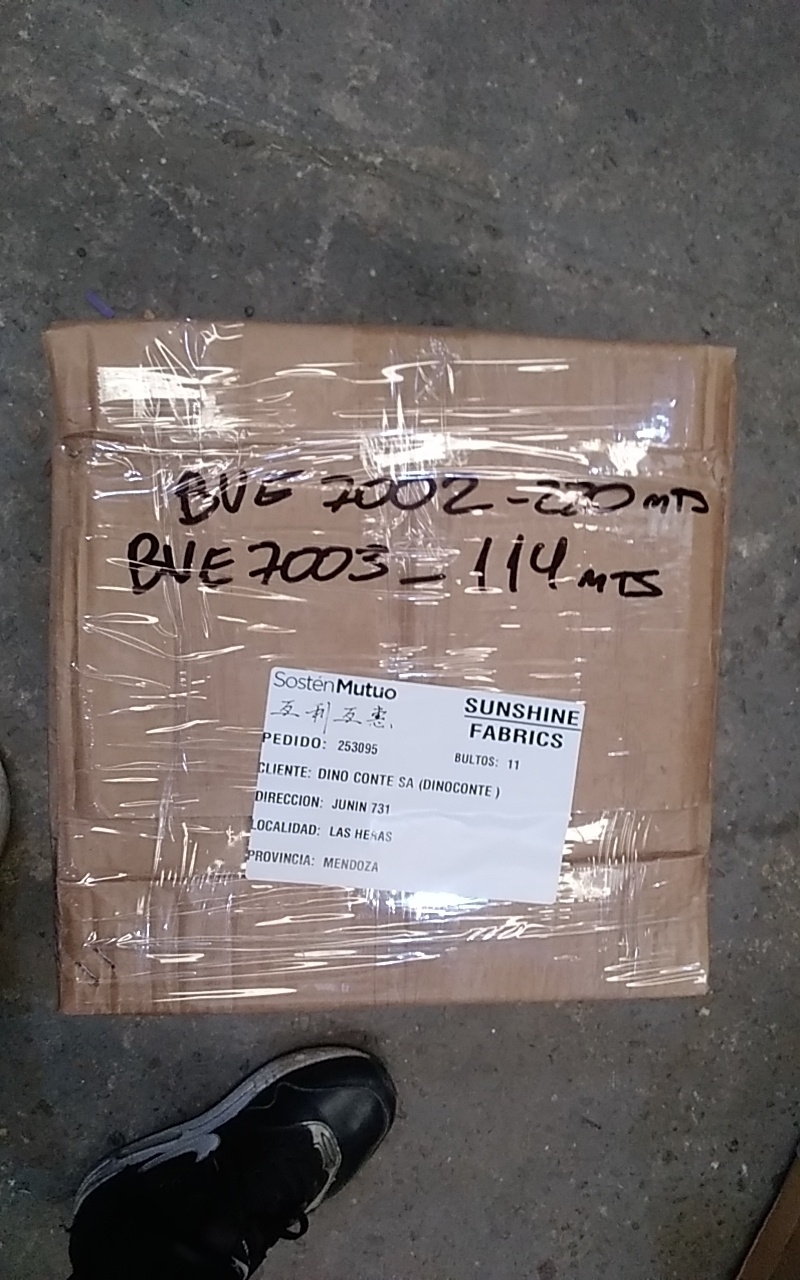 BVE 7002 - 220 MTS
BVE 7003 - 114 MTS
SosténMutuo
互利互惠
SUNSHINE
FABRICS
PEDIDO: 253095
BULTOS: 11
CLIENTE: DINO CONTE SA (DINOCONTE )
DIRECCION: JUNIN 731
LOCALIDAD: LAS HERAS
PROVINCIA: MENDOZA